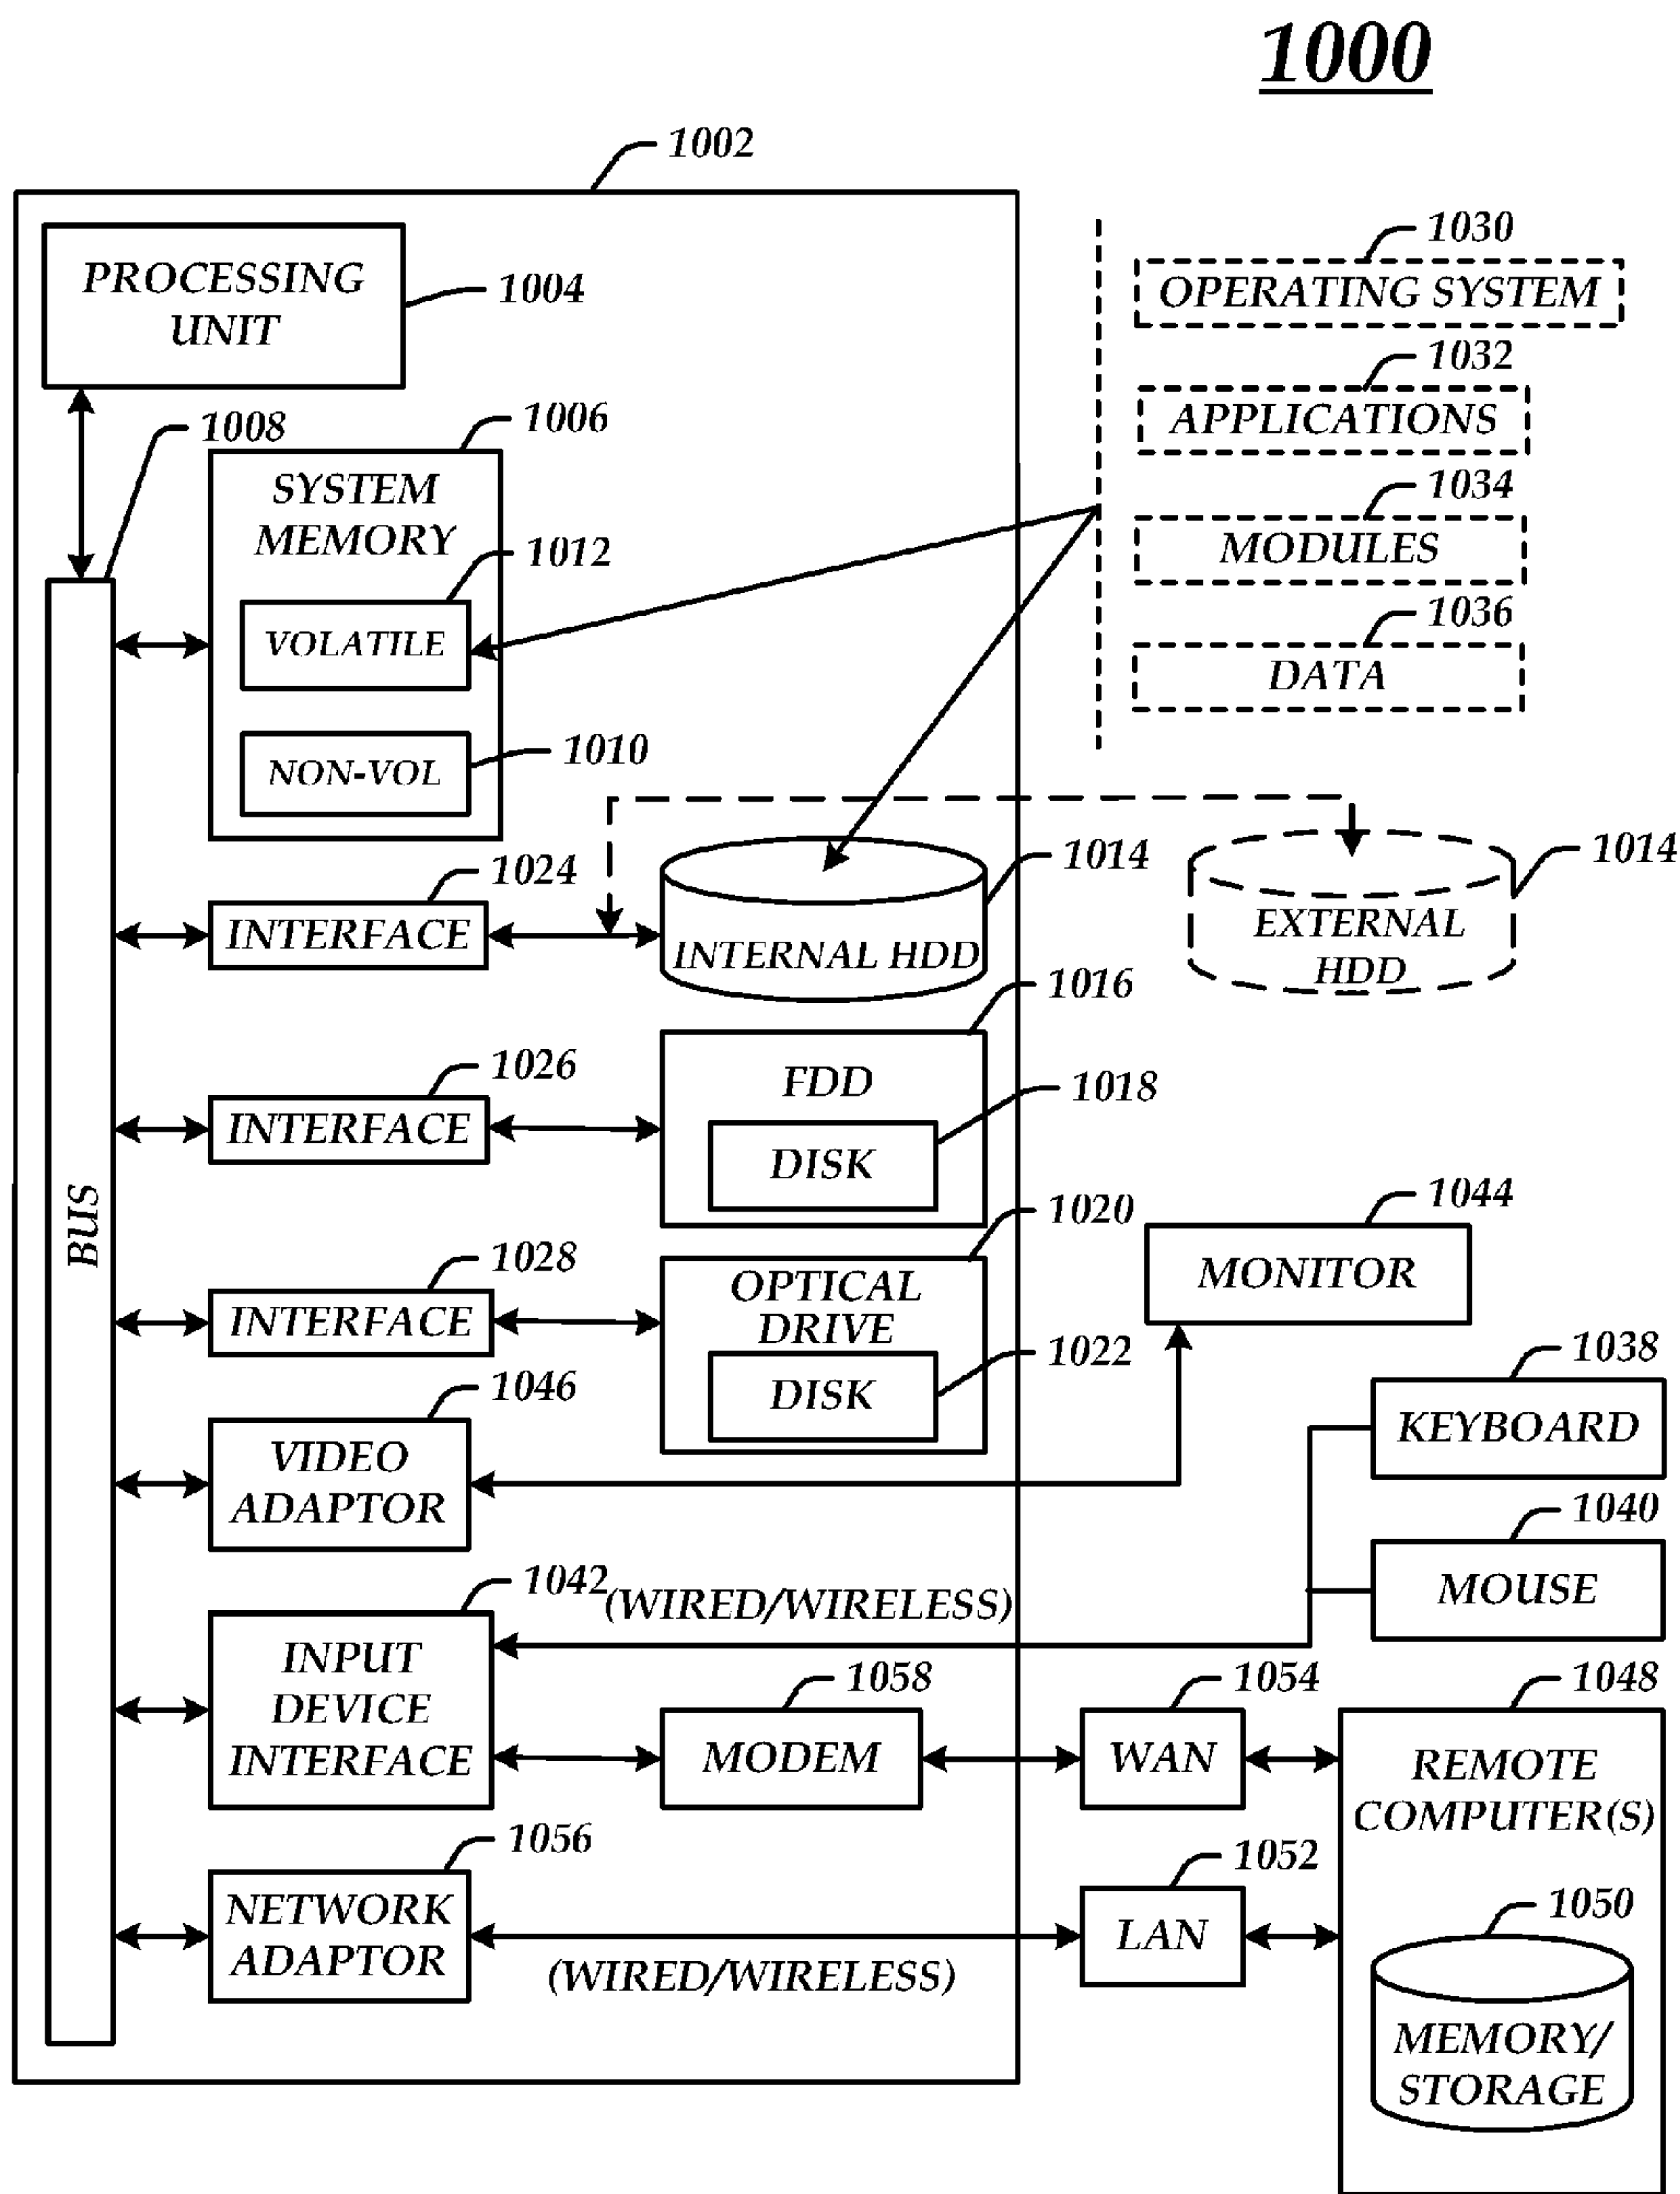 1000
1002
PROCESSING
UNIT
1004
1030
OPERATING SYSTEM
1032
APPLICATIONS
1034
MODULES
1036
DATA
1008
1006
SYSTEM
MEMORY
1012
VOLATILE
1010
NON-VOL
BUS
1024
INTERFACE
1014
INTERNAL HDD
1014
EXTERNAL
HDD
1026
INTERFACE
1016
FDD
1018
DISK
1028
INTERFACE
1020
OPTICAL
DRIVE
1022
DISK
1044
MONITOR
1046
VIDEO
ADAPTOR
1038
KEYBOARD
1040
MOUSE
1042
(WIRED/WIRELESS)
INPUT
DEVICE
INTERFACE
1058
MODEM
1054
WAN
1048
REMOTE
COMPUTER(S)
1056
NETWORK
ADAPTOR
(WIRED/WIRELESS)
1052
LAN
1050
MEMORY/
STORAGE